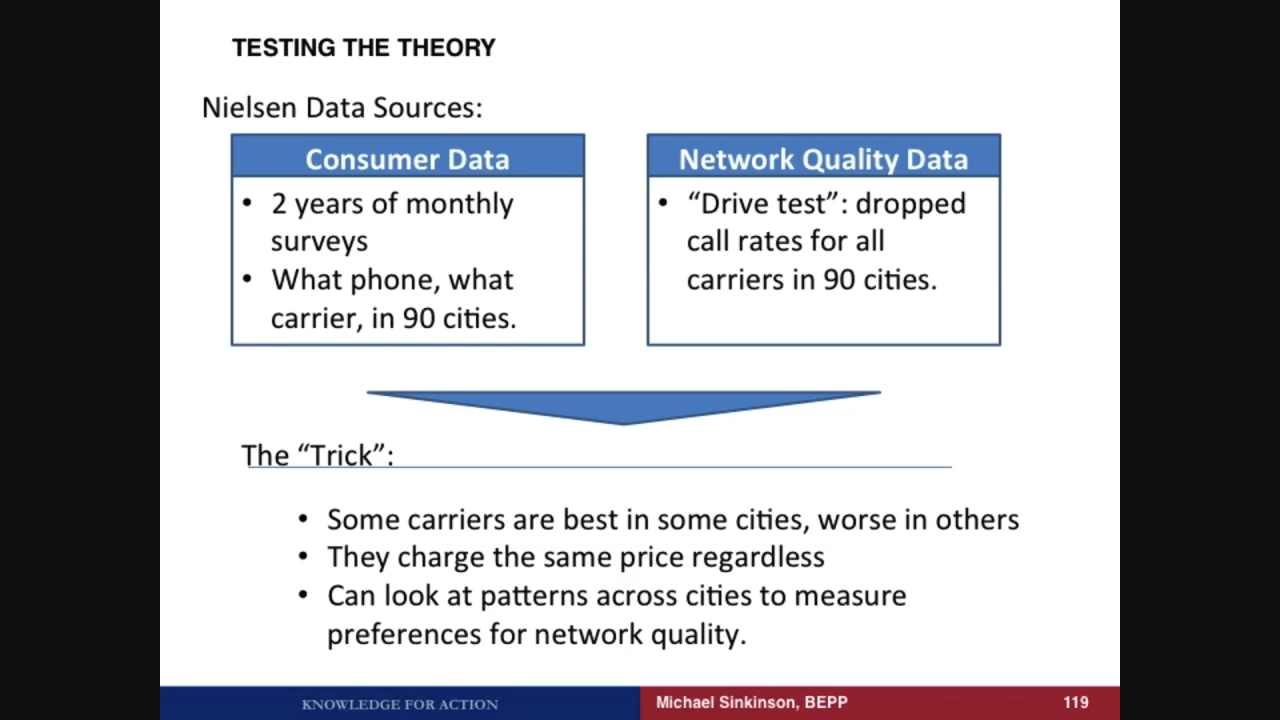 TESTING THE THEORY
Nielsen Data Sources:
Consumer Data
• 2 years of monthly
surveys
• What phone, what
carrier, in 90 cities.
Network Quality Data
• “Drive test”: dropped
call rates for all
carriers in 90 cities.
The “Trick”:
• Some carriers are best in some cities, worse in others
• They charge the same price regardless
• Can look at patterns across cities to measure
preferences for network quality.
KNOWLEDGE FOR ACTION
Michael Sinkinson, BEPP
119